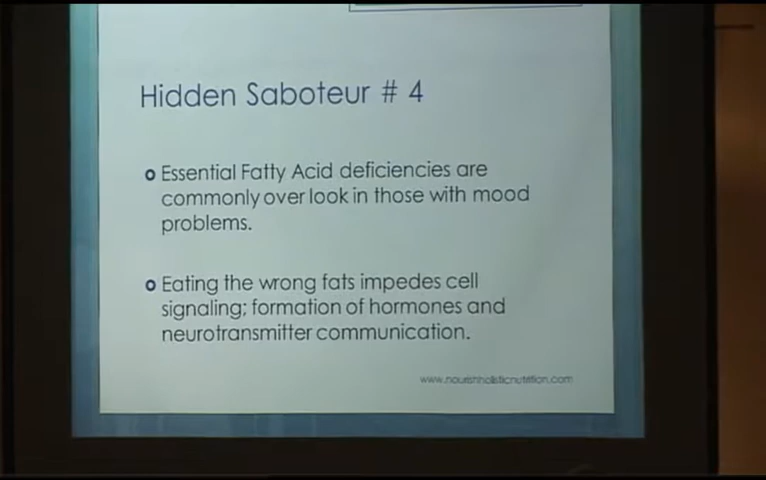 Hidden Saboteur # 4
o Essential Fatty Acid deficiencies are
commonly over look in those with mood
problems.
o Eating the wrong fats impedes cell
signaling; formation of hormones and
neurotransmitter communication.
www.nourishholisticnutrition.com